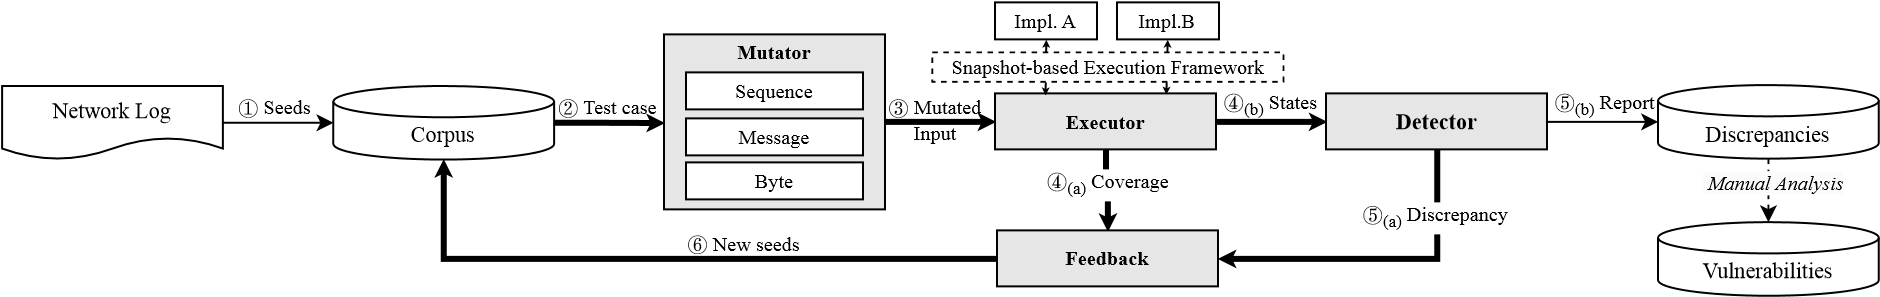 Network Log
① Seeds
Corpus
② Test case
Mutator
Sequence
Message
Byte
③ Mutated
Input
Impl. A
Impl.B
Snapshot-based Execution Framework
Executor
④(b) States
Detector
⑤(b) Report
Discrepancies
Manual Analysis
Vulnerabilities
④(a) Coverage
⑤(a) Discrepancy
Feedback
⑥ New seeds